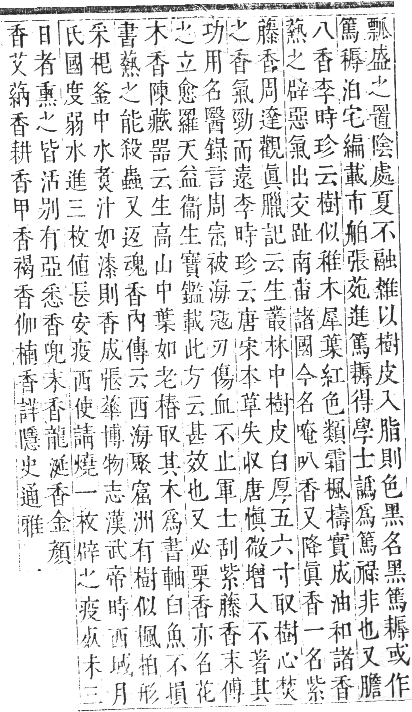 瓢盛之置陰處夏不融雜以樹皮入脂則色黑名黑篤耨或作
篤耨泊宅編載市舶張苑進篤耨得學士誚爲篤祿非也又膽
八香李時珍云樹似稚木犀葉紅色類霜楓檮實成油和諸香
爇之辟惡氣出交趾南畨諸國今名唵叭香又降眞香一名紫
藤香周達觀眞臘記云生叢林中樹皮白厚五六寸取樹心焚
之香氣勁而遠李時珍云唐宋本草失収唐愼微增入不著其
功用名醫錄言周崈被海寇刃傷血不止軍士刮紫藤香末傅
之立愈羅天益衞生寶鑑載此方云甚效也又必栗香亦名花
木香陳藏器云生高山中葉如老椿取其木爲書軸白魚不損
書爇之能殺蟲又返魂香內傳云西海聚窟洲有樹似楓柏形
采柅釜中水煑汁如漆則香成張華博物志漢武帝時西域月
氏國度弱水進三枚値長安疫西使請燒一枚辟之疫死未三
日者熏之皆活别有亞悉香兜末香龍涎香金顏
香艾蒳香耕香甲香褐香伽楠香詳隱史通雅